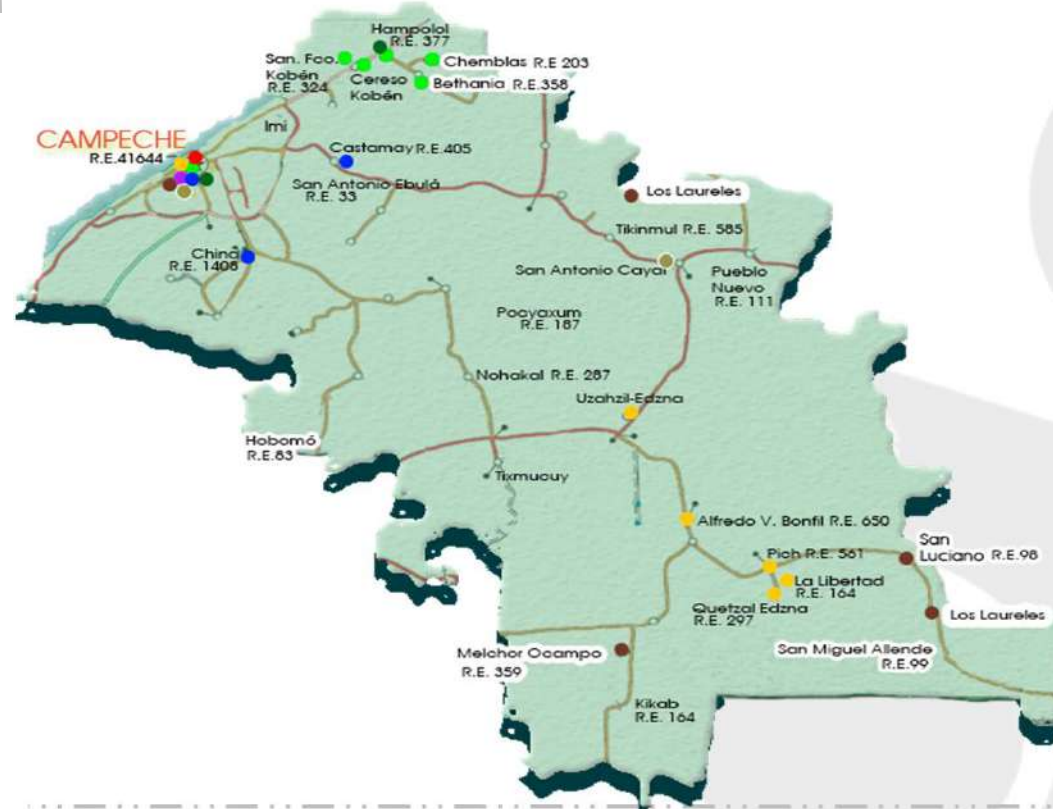 Hampolol
R.E. 377
San. Fco.
Kobén
R.E. 324
Cereso
Kobén
Chemblas R.E 203
Bethania R.E.358
Imi
CAMPECHE
R.E.41644
Castamay R.E.405
San Antonio Ebulá
R.E. 33
Los Laureles
Tikinmul R.E. 585
China
R.E. 1408
San Antonio Cayal
Pueblo
Nuevo
R.E. 111
Pocyaxum
R.E. 187
Nohakal R.E. 287
Uzahzil-Edzna
Hobomó
R.E.83
Tixmucuy
Alfredo V. Bonfil R.E. 650
San
Luciano R.E.98
Pich R.E. 561
La Libertad
R.E. 164
Quetzal Edzna
R.E. 297
Los Laureles
Melchor Ocampo
R.E. 359
San Miguel Allende
R.E.99
Kikab
R.E. 164